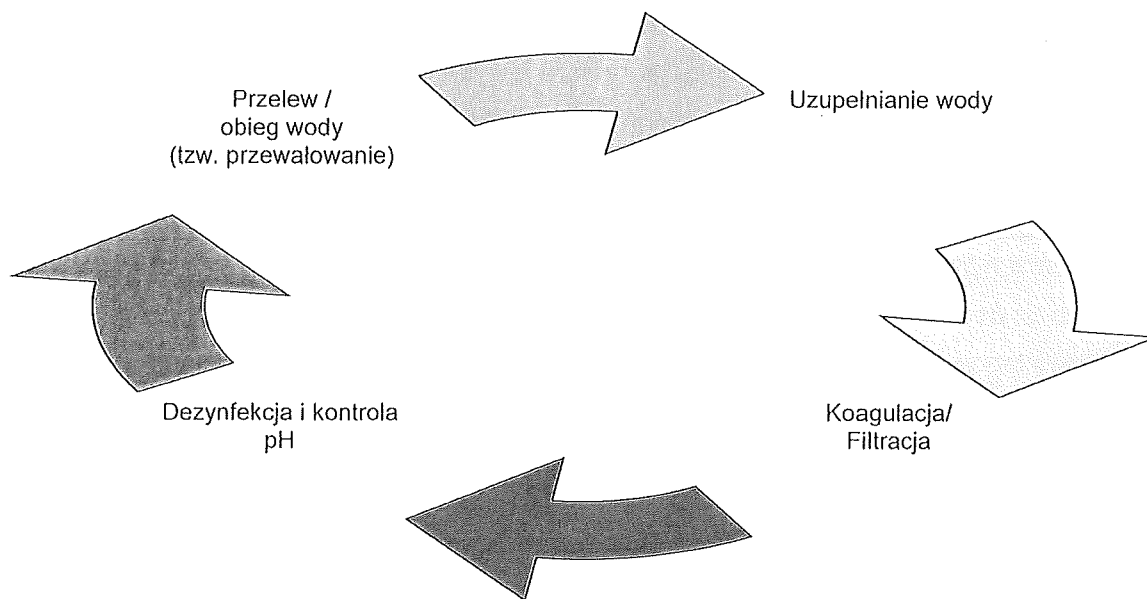 Przelew /
obieg wody
(tzw. przewałowanie)
Uzupełnianie wody
Dezynfekcja i kontrola
pH
Koagulacja/
Filtracja